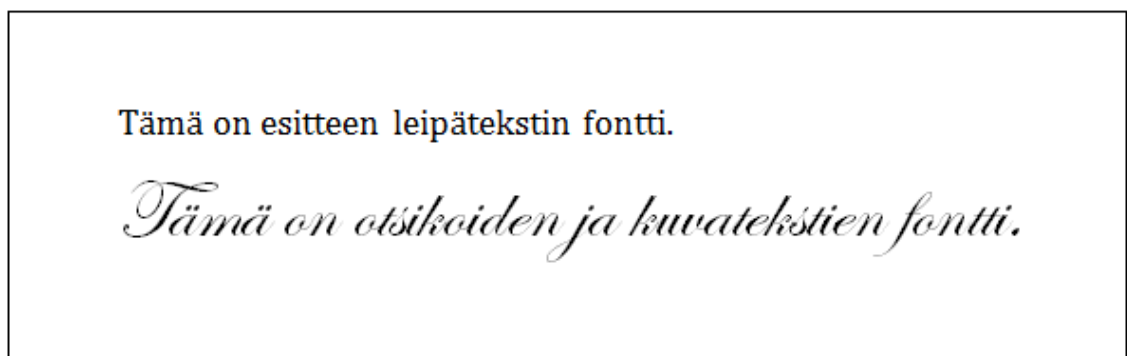 Tämä on esitteen leipätekstin fontti.
Tämä on otsikoiden ja kuvatekstien fontti.